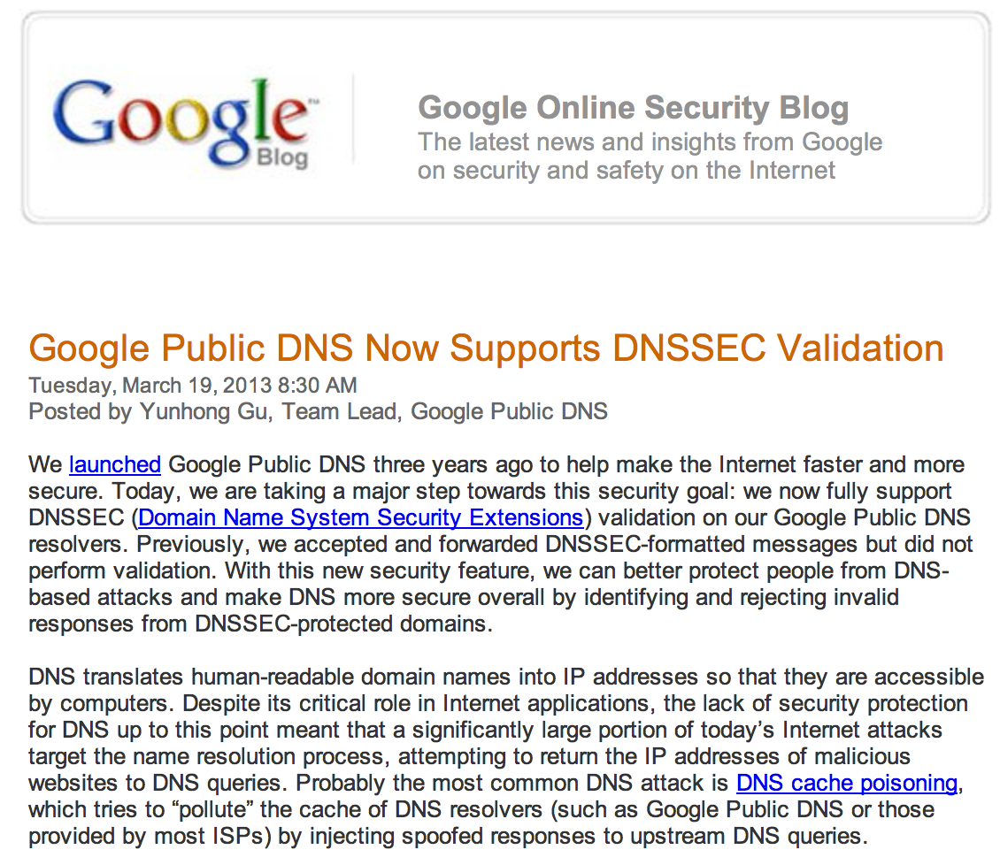 Google™
Blog
Google Online Security Blog
The latest news and insights from Google
on security and safety on the Internet
Google Public DNS Now Supports DNSSEC Validation
Tuesday, March 19, 2013 8:30 AM
Posted by Yunhong Gu, Team Lead, Google Public DNS
We launched Google Public DNS three years ago to help make the Internet faster and more
secure. Today, we are taking a major step towards this security goal: we now fully support
DNSSEC (Domain Name System Security Extensions) validation on our Google Public DNS
resolvers. Previously, we accepted and forwarded DNSSEC-formatted messages but did not
perform validation. With this new security feature, we can better protect people from DNS-
based attacks and make DNS more secure overall by identifying and rejecting invalid
responses from DNSSEC-protected domains.
DNS translates human-readable domain names into IP addresses so that they are accessible
by computers. Despite its critical role in Internet applications, the lack of security protection
for DNS up to this point meant that a significantly large portion of today’s Internet attacks
target the name resolution process, attempting to return the IP addresses of malicious
websites to DNS queries. Probably the most common DNS attack is DNS cache poisoning,
which tries to “pollute” the cache of DNS resolvers (such as Google Public DNS or those
provided by most ISPs) by injecting spoofed responses to upstream DNS queries.